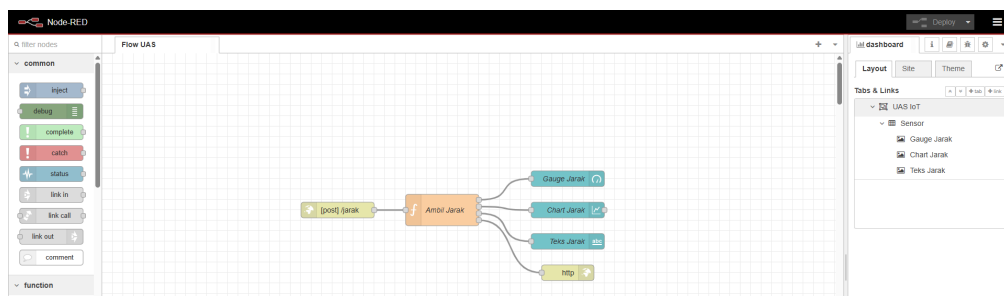 Node-RED
Deploy
filter nodes
Flow UAS
dashboard
i
common
Layout
Site
Theme
inject
Tabs & Links
tab
link
debug
UAS IoT
complete
Sensor
catch
Gauge Jarak
status
Chart Jarak
link in
Teks Jarak
link call
link out
comment
function
Gauge Jarak
[post] /jarak
Ambil Jarak
Chart Jarak
Teks Jarak
abc
http